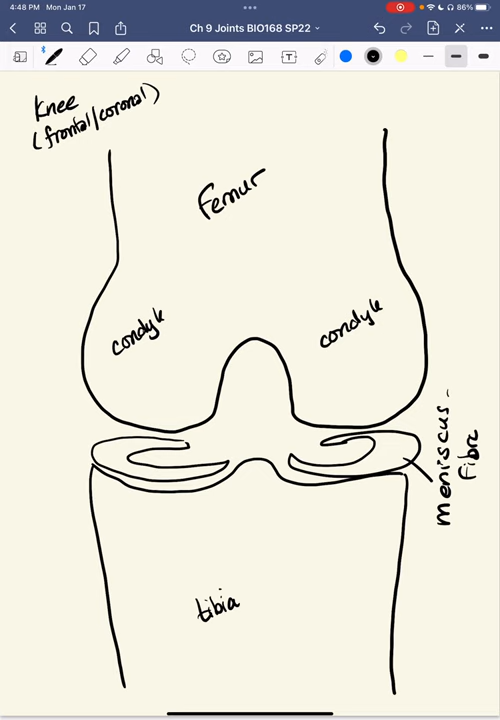 4:48 PM Mon Jan 17
86%
Ch 9 Joints BIO168 SP22
Knee
(frontal/coronal)
Femur
condyle
condyle
meniscus-
Fibrc
tibia